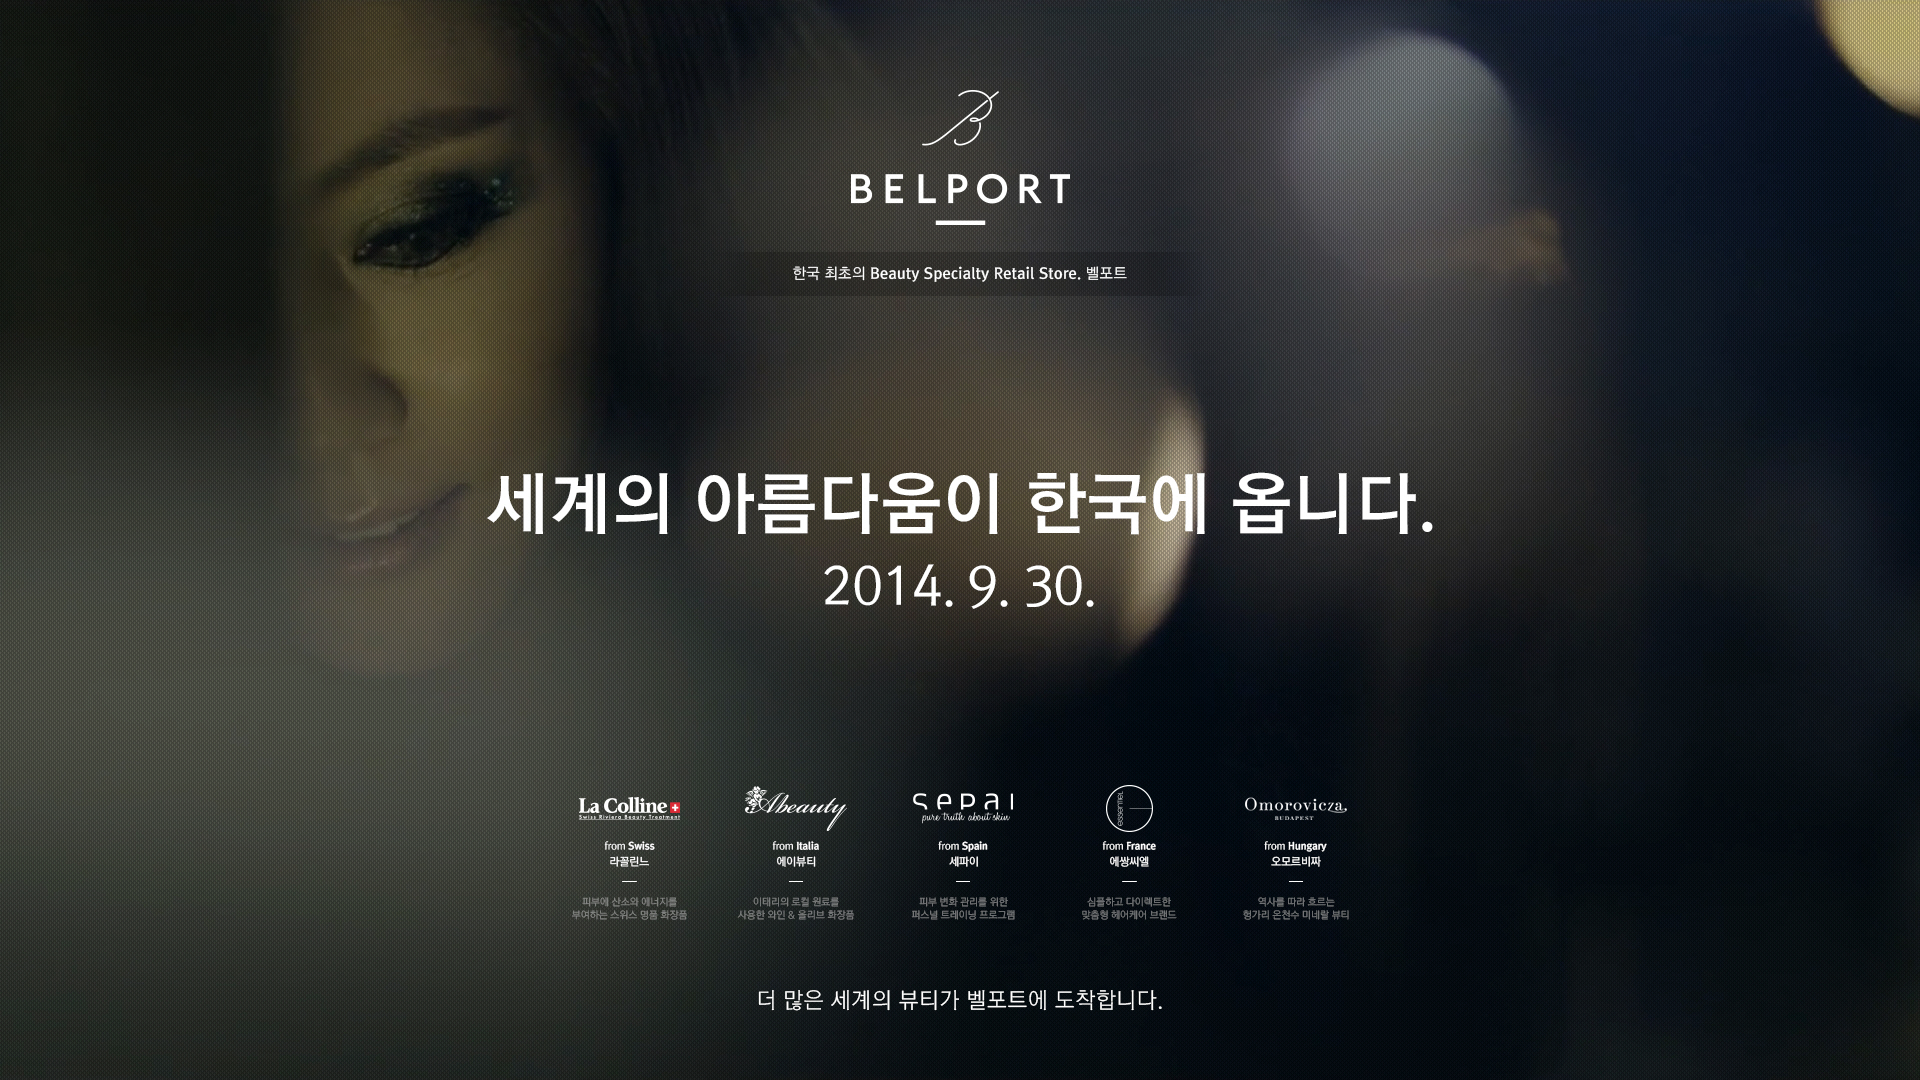 B
BELPORT
한국 최초의 Beauty Specialty Retail Store. 벨포트
세계의 아름다움이 한국에 옵니다.
2014. 9. 30.
La Colline
Swiss Riviera Beauty Treatment
from Swiss
라꼴린느
피부에 산소와 에너지를
부여하는 스위스 명품 화장품
Abeauty
from Italia
에이뷰티
이태리의 로컬 원료를
사용한 와인 & 올리브 화장품
sepai
pure truth about skin
from Spain
세파이
피부 변화 관리를 위한
퍼스널 트레이닝 프로그램
essentiel
from France
에쌍씨엘
심플하고 다이렉트한
맞춤형 헤어케어 브랜드
Omorovicza
BUDAPEST
from Hungary
오모르비짜
역사를 따라 흐르는
헝가리 온천수 미네랄 뷰티
더 많은 세계의 뷰티가 벨포트에 도착합니다.